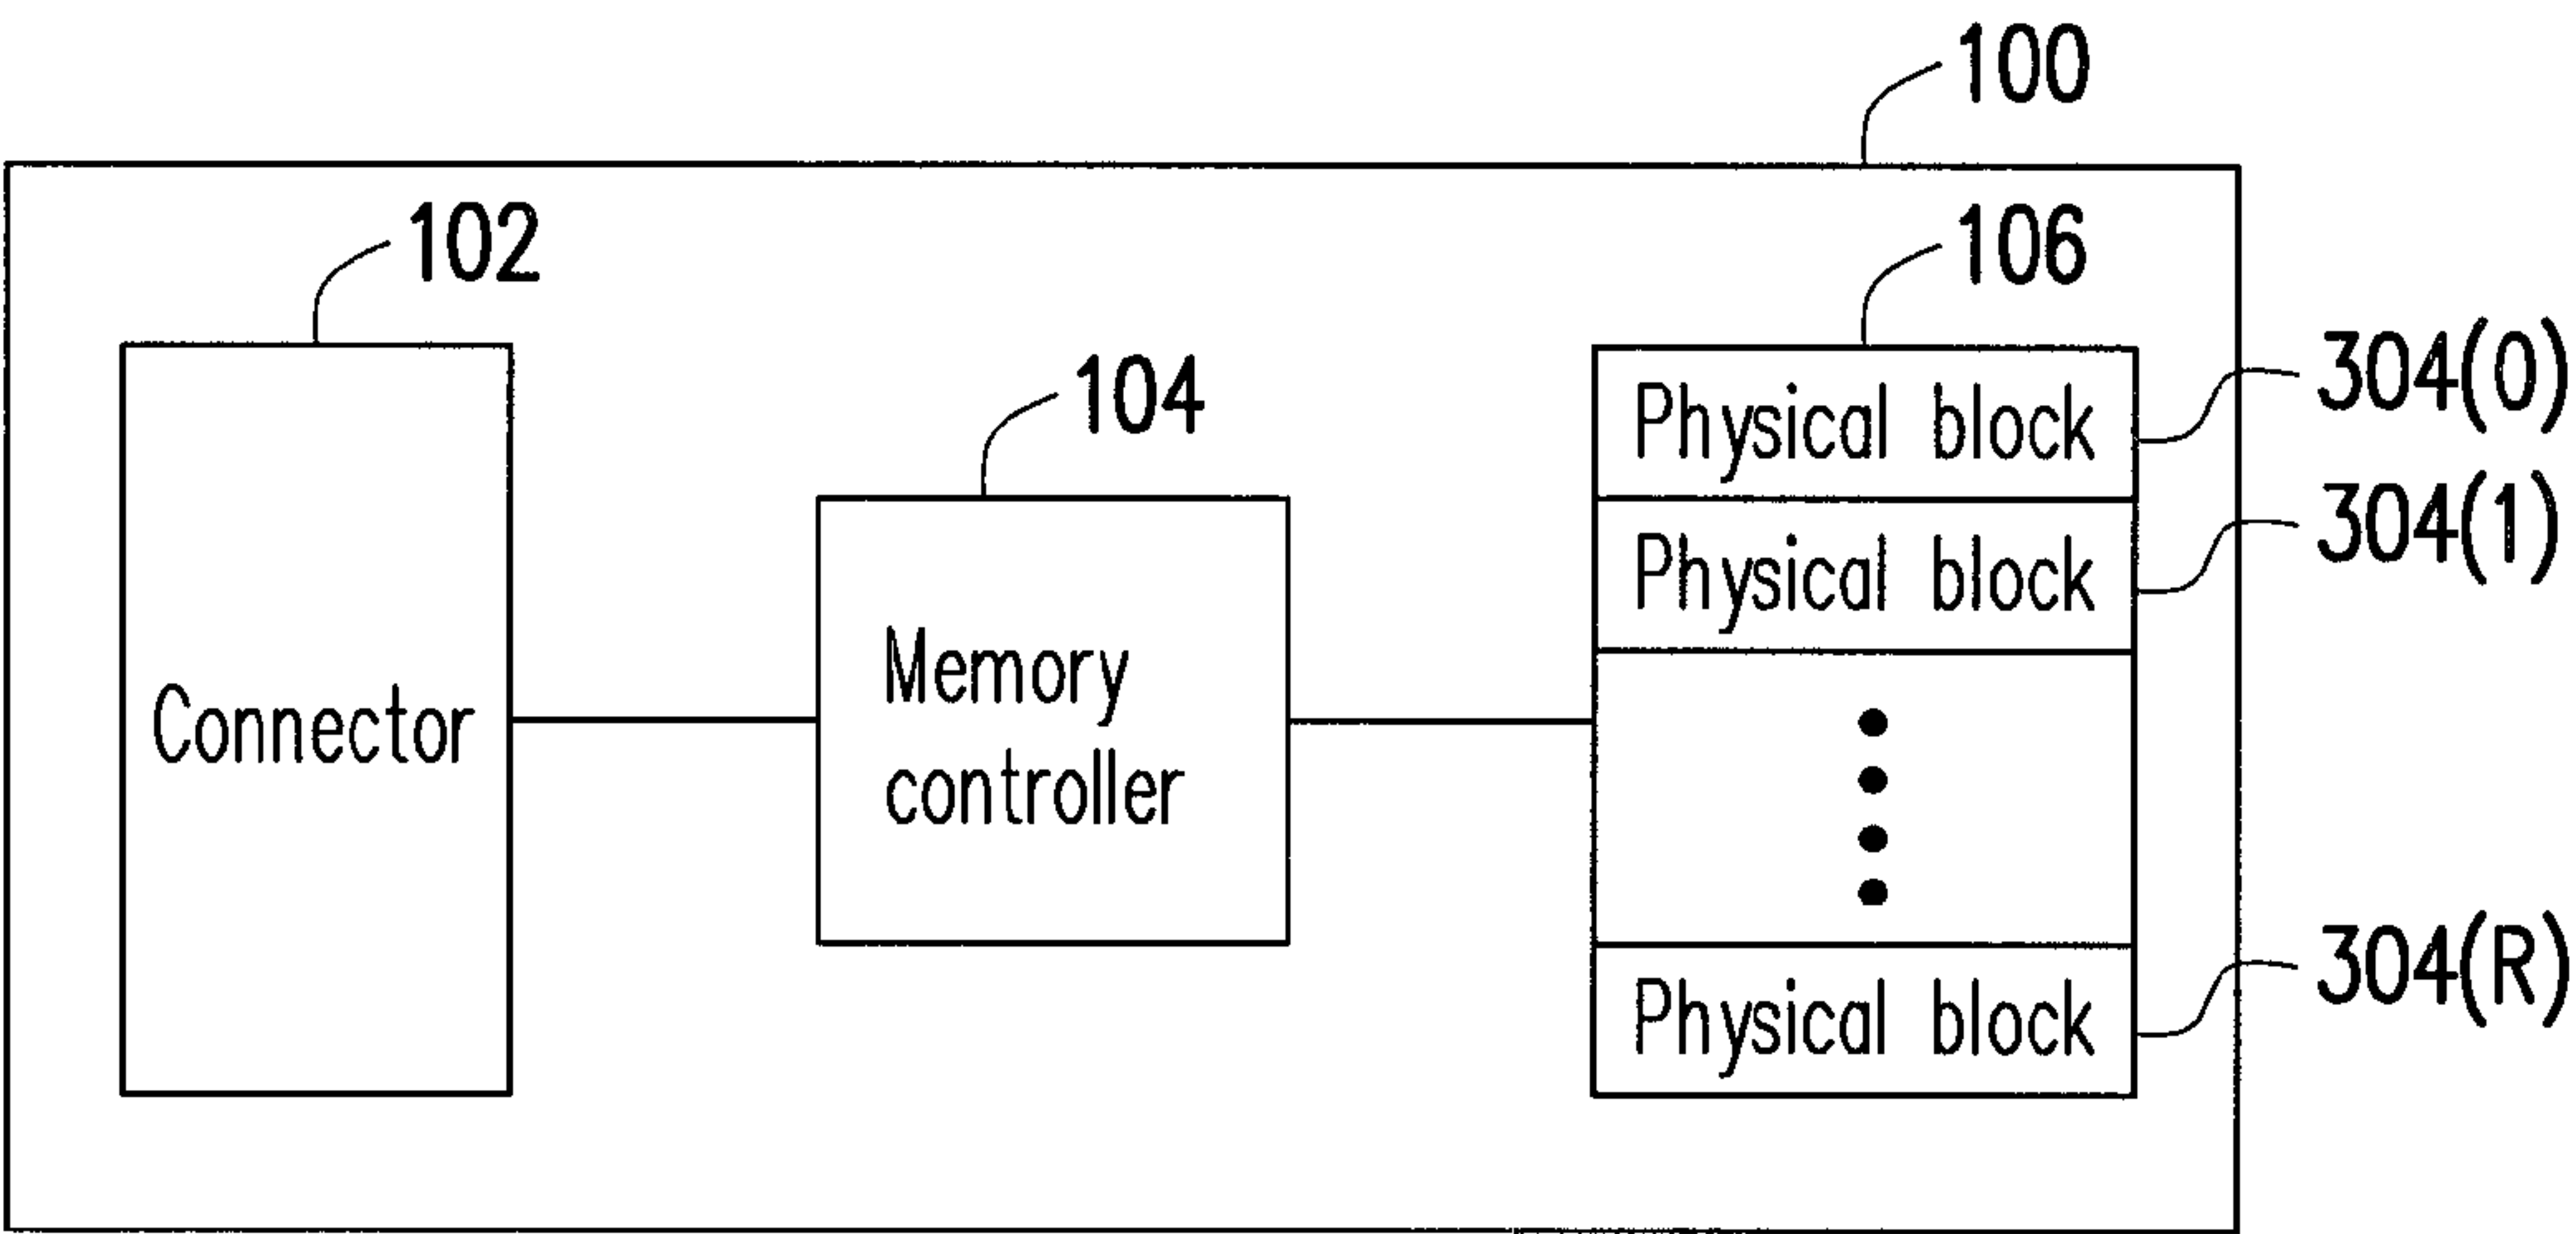 100
102
106
304(0)
104
Physical block
304(1)
Physical block
Memory
controller
Connector
304(R)
Physical block